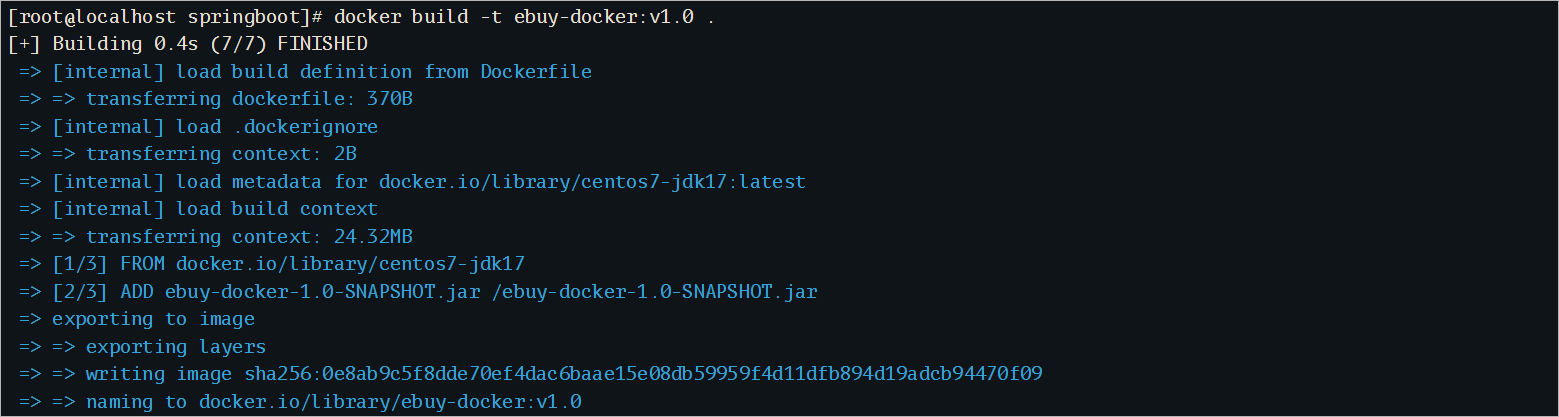 [root@localhost springboot]# docker build -t ebuy-docker:v1.0 .
[+] Building 0.4s (7/7) FINISHED
=> [internal] load build definition from Dockerfile
=> => transferring dockerfile: 370B
=> [internal] load .dockerignore
=> => transferring context: 2B
=> [internal] load metadata for docker.io/library/centos7-jdk17:latest
=> [internal] load build context
=> => transferring context: 24.32MB
=> [1/3] FROM docker.io/library/centos7-jdk17
=> [2/3] ADD ebuy-docker-1.0-SNAPSHOT.jar /ebuy-docker-1.0-SNAPSHOT.jar
=> exporting to image
=> => exporting layers
=> => writing image sha256:0e8ab9c5f8dde70ef4dac6baae15e08db59959f4d11dfb894d19adcb94470f09
=> => naming to docker.io/library/ebuy-docker:v1.0